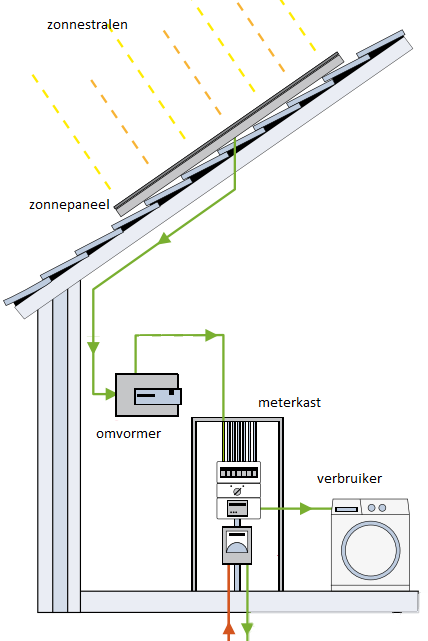 zonnestralen
zonnepaneel
omvormer
meterkast
verbruiker